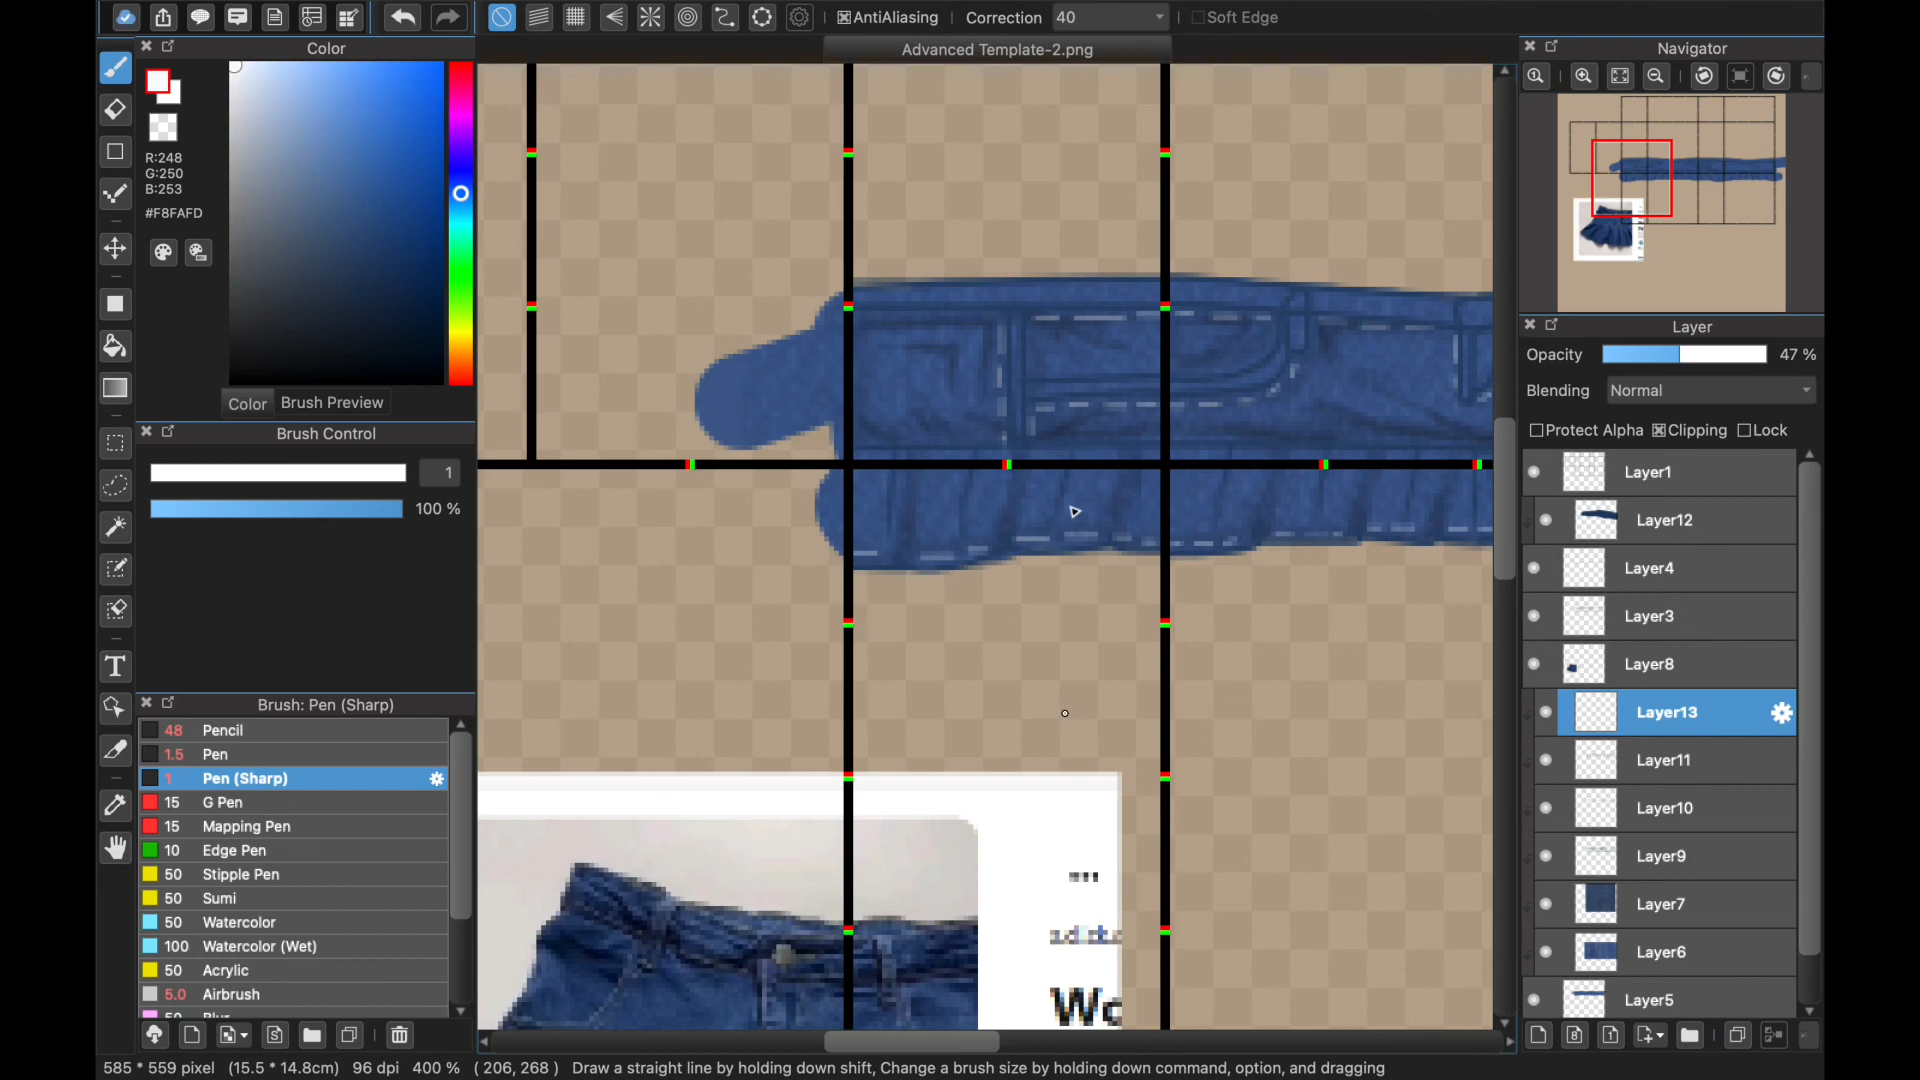 AntiAliasing
Correction
40
Soft Edge
Color
Advanced Template-2.png
Navigator
R:248
G:250
B:253
#F8FAFD
Color
Brush Preview
Brush Control
1
100 %
Brush: Pen (Sharp)
48 Pencil
1.5 Pen
1 Pen (Sharp)
15 G Pen
15 Mapping Pen
10 Edge Pen
50 Stipple Pen
50 Sumi
50 Watercolor
100 Watercolor (Wet)
50 Acrylic
5.0 Airbrush
50 Blur
Wo
Layer
Opacity
47 %
Blending
Normal
Protect Alpha
Clipping
Lock
Layer1
Layer12
Layer4
Layer3
Layer8
Layer13
Layer11
Layer10
Layer9
Layer7
Layer6
Layer5
585 * 559 pixel (15.5 * 14.8cm) 96 dpi 400 % ( 206, 268 ) Draw a straight line by holding down shift, Change a brush size by holding down command, option, and dragging